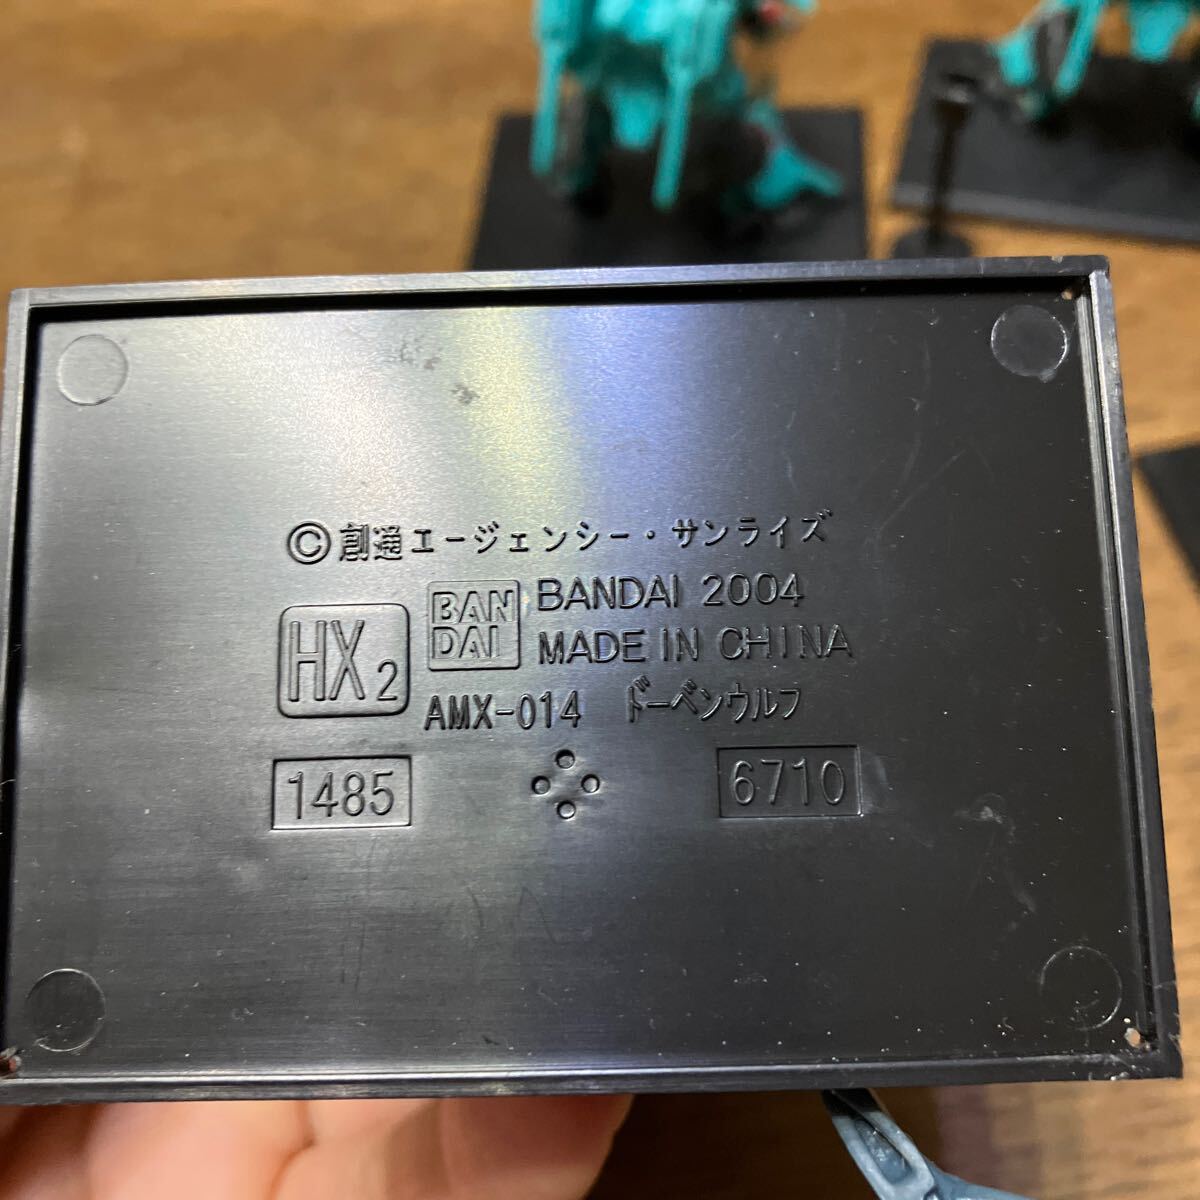 ©創通エージェンシー・サンライズ
HX2
BAN
DAI
BANDAI 2004
MADE IN CHINA
AMX-014 ドーベンウルフ
1485
6710